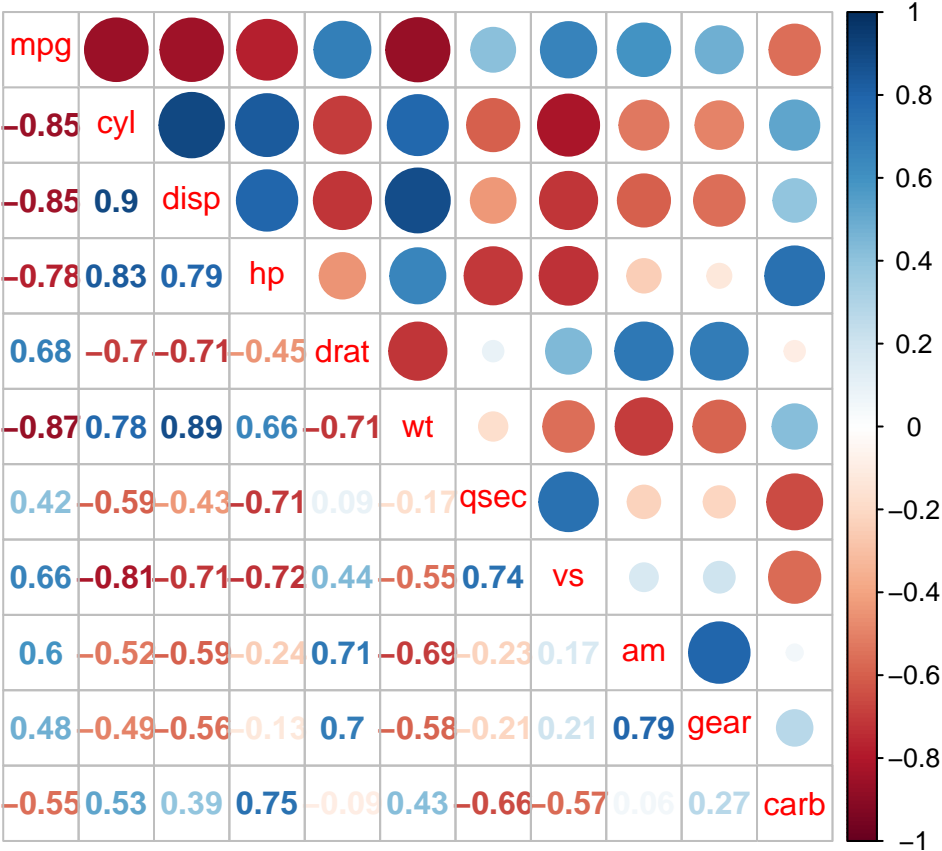 mpg
−0.85 cyl
−0.85 0.9 disp
−0.78 0.83 0.79 hp
0.68 −0.7 −0.71 −0.45 drat
−0.87 0.78 0.89 0.66 −0.71 wt
0.42 −0.59 −0.43 −0.71 0.09 −0.17 qsec
0.66 −0.81 −0.71 −0.72 0.44 −0.55 0.74 vs
0.6 −0.52 −0.59 −0.24 0.71 −0.69 −0.23 0.17 am
0.48 −0.49 −0.56 −0.13 0.7 −0.58 −0.21 0.21 0.79 gear
−0.55 0.53 0.39 0.75 −0.09 0.43 −0.66 −0.57 0.06 0.27 carb
1
0.8
0.6
0.4
0.2
0
−0.2
−0.4
−0.6
−0.8
−1